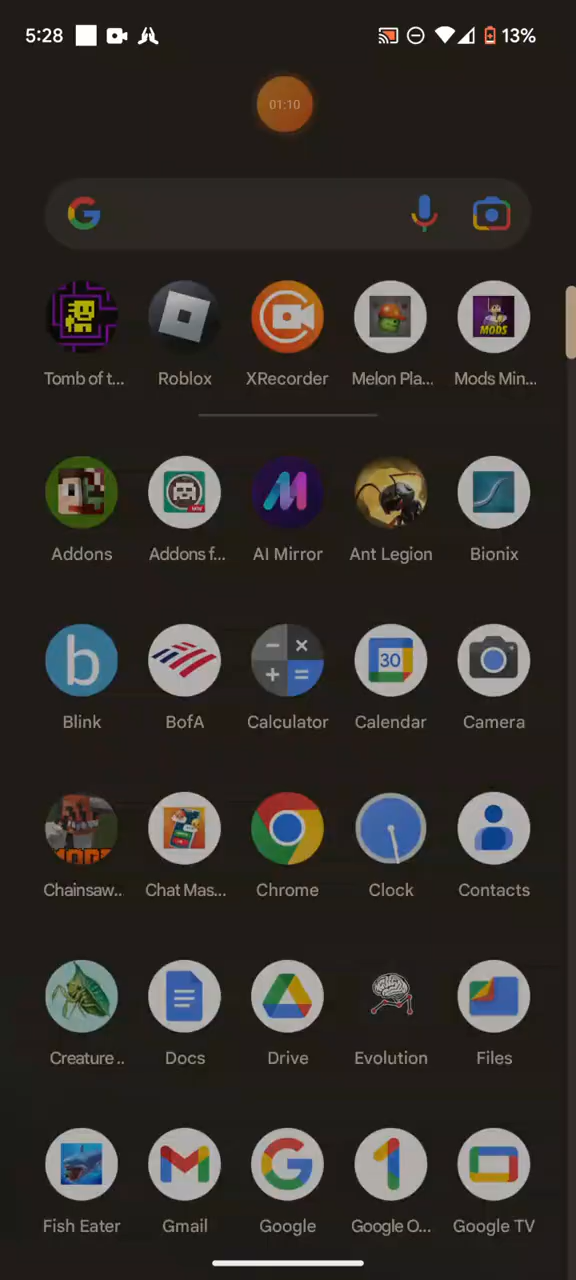 5:28 13%
01:10
Tomb of t... Roblox XRecorder Melon Pla... Mods Min...
Addons Addons f... AI Mirror Ant Legion Bionix
Blink BofA Calculator Calendar Camera
Chainsaw.. Chat Mas... Chrome Clock Contacts
Creature .. Docs Drive Evolution Files
Fish Eater Gmail Google Google O... Google TV